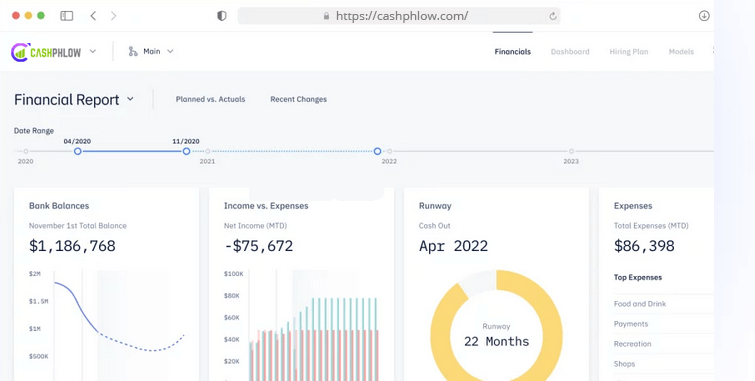 https://cashphlow.com/
CASHPHLOW
Main
Financials
Dashboard
Hiring Plan
Models
Financial Report
Planned vs. Actuals
Recent Changes
Date Range
04/2020
11/2020
2020
2021
2022
2023
Bank Balances
November 1st Total Balance
$1,186,768
$2M
$1.5M
$1M
$500K
Income vs. Expenses
Net Income (MTD)
-$75,672
$100K
$80K
$60K
$40K
$20K
Runway
Cash Out
Apr 2022
Runway
22 Months
Expenses
Total Expenses (MTD)
$86,398
Top Expenses
Food and Drink
Payments
Recreation
Shops